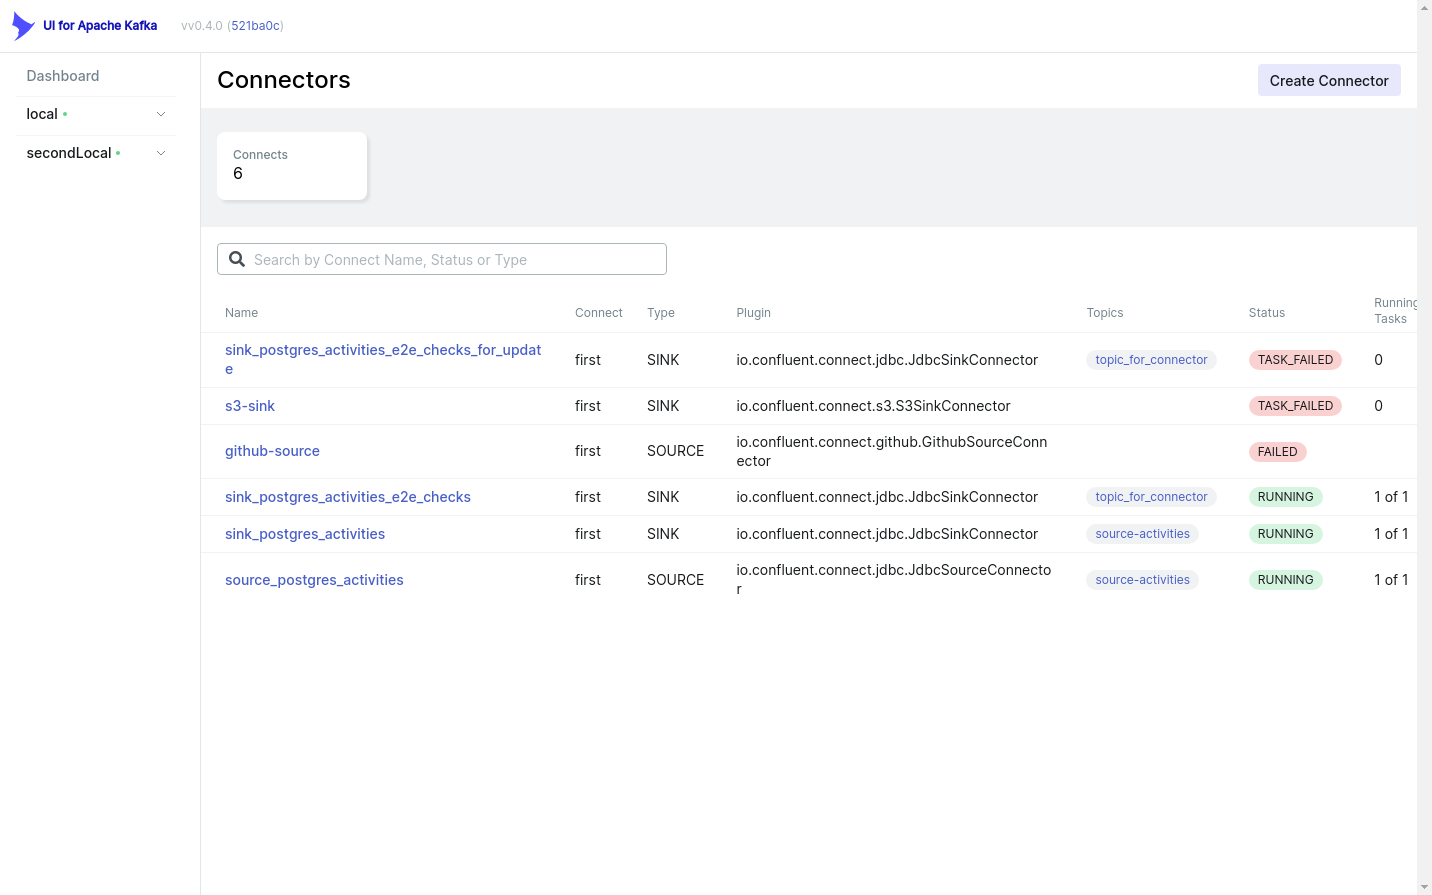 UI for Apache Kafka vv0.4.0 (521ba0c)
Dashboard
local
secondLocal
Connectors
Create Connector
Connects
6
Search by Connect Name, Status or Type
Name Connect Type Plugin Topics Status Running
Tasks
sink_postgres_activities_e2e_checks_for_updat
e
first SINK io.confluent.connect.jdbc.JdbcSinkConnector topic_for_connector TASK_FAILED 0
s3-sink first SINK io.confluent.connect.s3.S3SinkConnector TASK_FAILED 0
github-source first SOURCE io.confluent.connect.github.GithubSourceConn
ector
FAILED
sink_postgres_activities_e2e_checks first SINK io.confluent.connect.jdbc.JdbcSinkConnector topic_for_connector RUNNING 1 of 1
sink_postgres_activities first SINK io.confluent.connect.jdbc.JdbcSinkConnector source-activities RUNNING 1 of 1
source_postgres_activities first SOURCE io.confluent.connect.jdbc.JdbcSourceConnecto
r
source-activities RUNNING 1 of 1